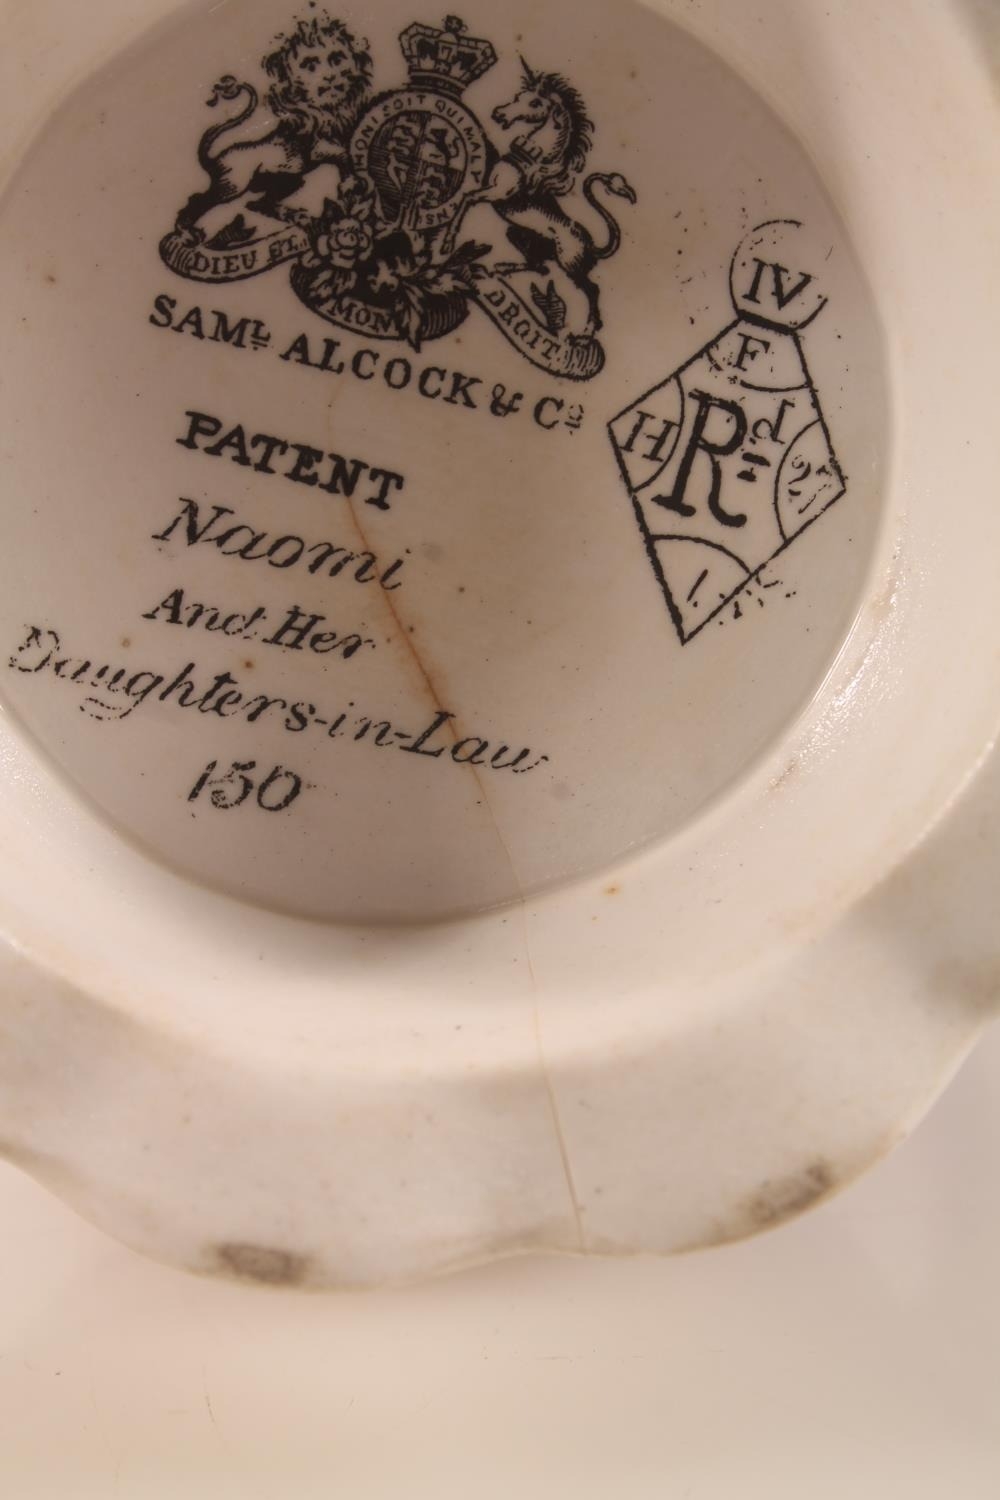 HONI SOIT QUI MAL
DIEU ET
MON
DROIT
SAML ALCOCK & Co
PATENT
Naomi
And Her
Daughters-in-Law
150
IV
F
H
Rd
27